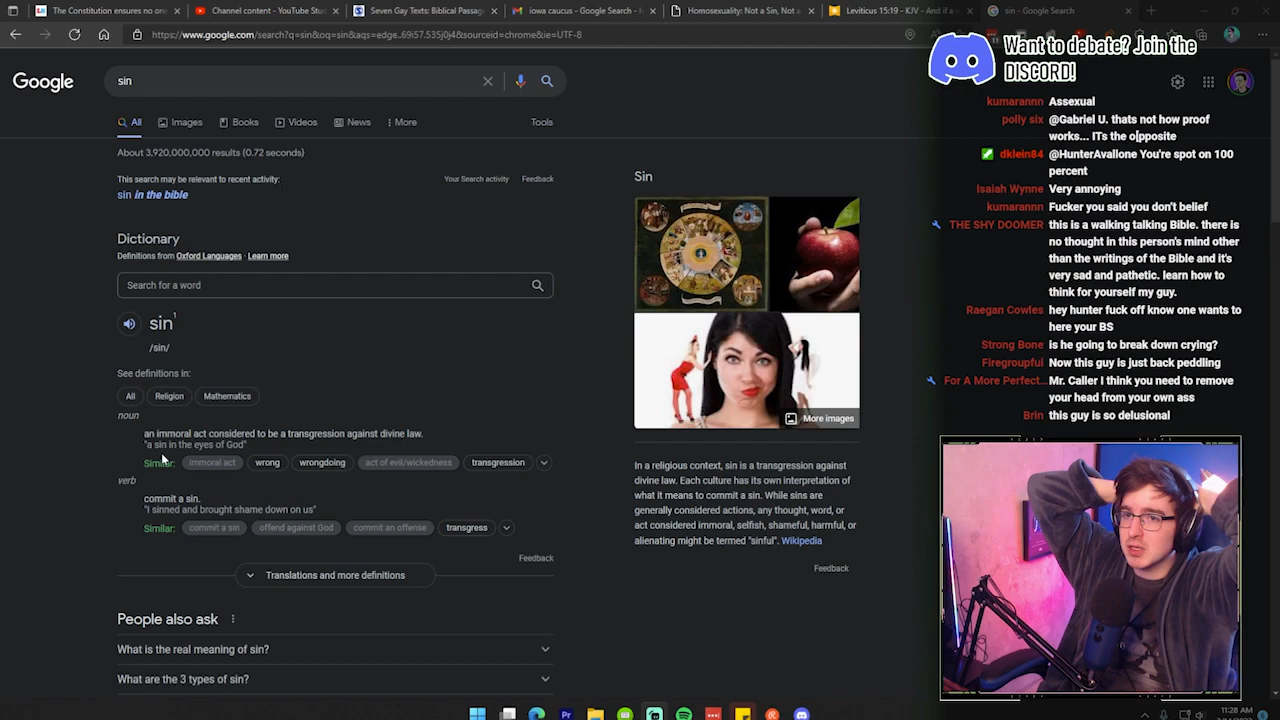 The Constitution ensures no one
Channel content - YouTube Stud
Seven Gay Texts: Biblical Passage
iowa caucus - Google Search -
Homosexuality: Not a Sin, Not a
Leviticus 15:19 - KJV - And if a
sin - Google Search
https://www.google.com/search?q=sin&oq=sin&aqs=edge..69i57.535j0j4&sourceid=chrome&ie=UTF-8
Google
sin
All
Images
Books
Videos
News
More
Tools
About 3,920,000,000 results (0.72 seconds)
This search may be relevant to recent activity:
sin in the bible
Your Search activity
Feedback
Dictionary
Definitions from Oxford Languages · Learn more
Search for a word
sin¹
/sin/
See definitions in:
All
Religion
Mathematics
noun
an immoral act considered to be a transgression against divine law.
"a sin in the eyes of God"
Similar:
immoral act
wrong
wrongdoing
act of evil/wickedness
transgression
verb
commit a sin.
"I sinned and brought shame down on us"
Similar:
commit a sin
offend against God
commit an offense
transgress
Feedback
Translations and more definitions
People also ask
What is the real meaning of sin?
What are the 3 types of sin?
Sin
More images
In a religious context, sin is a transgression against
divine law. Each culture has its own interpretation of
what it means to commit a sin. While sins are
generally considered actions, any thought, word, or
act considered immoral, selfish, shameful, harmful, or
alienating might be termed "sinful". Wikipedia
Feedback
Want to debate? Join the
DISCORD!
kumarannn Assexual
polly six @Gabriel U. thats not how proof
works... ITs the opposite
dklein84 @HunterAvallone You're spot on 100
percent
Isaiah Wynne Very annoying
kumarannn Fucker you said you don't belief
THE SHY DOOMER this is a walking talking Bible. there is
no thought in this person's mind other
than the writings of the Bible and it's
very sad and pathetic. learn how to
think for yourself my guy.
Raegan Cowles hey hunter fuck off know one wants to
here your BS
Strong Bone is he going to break down crying?
Firegroupful Now this guy is just back peddling
For A More Perfect... Mr. Caller I think you need to remove
your head from your own ass
Brin this guy is so delusional
11:28 AM